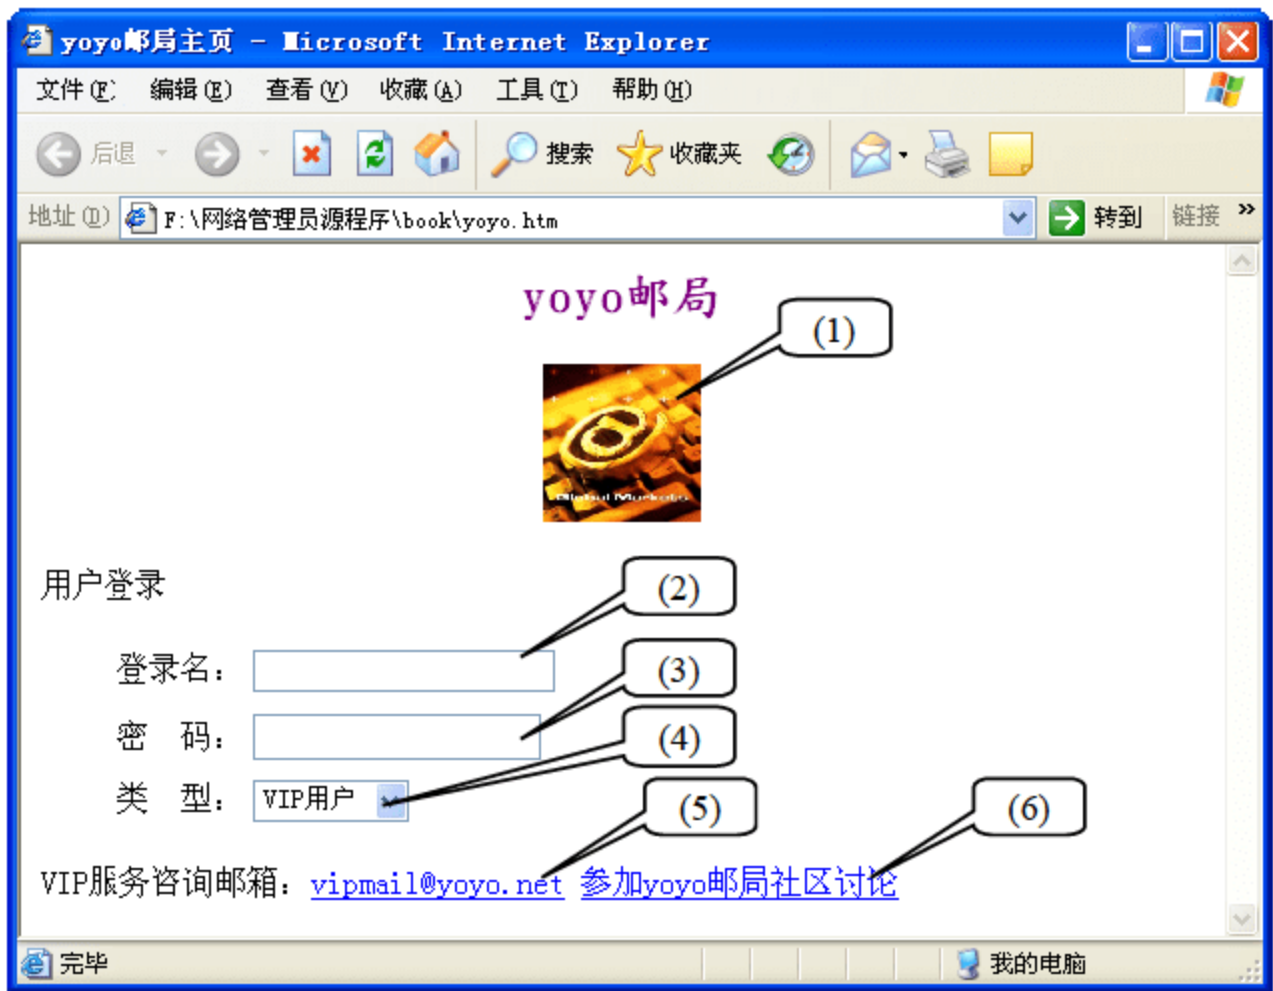 yoyo邮局主页 - Microsoft Internet Explorer
文件(F) 编辑(E) 查看(V) 收藏(A) 工具(T) 帮助(H)
后退 搜索 收藏夹
地址(D) F:\网络管理员源程序\book\yoyo.htm 转到 链接 »
yoyo邮局
(1)
Global Markets
用户登录
(2)
登录名：
(3)
密 码：
(4)
类 型： VIP用户
(5) (6)
VIP服务咨询邮箱：vipmail@yoyo.net 参加yoyo邮局社区讨论
完毕 我的电脑